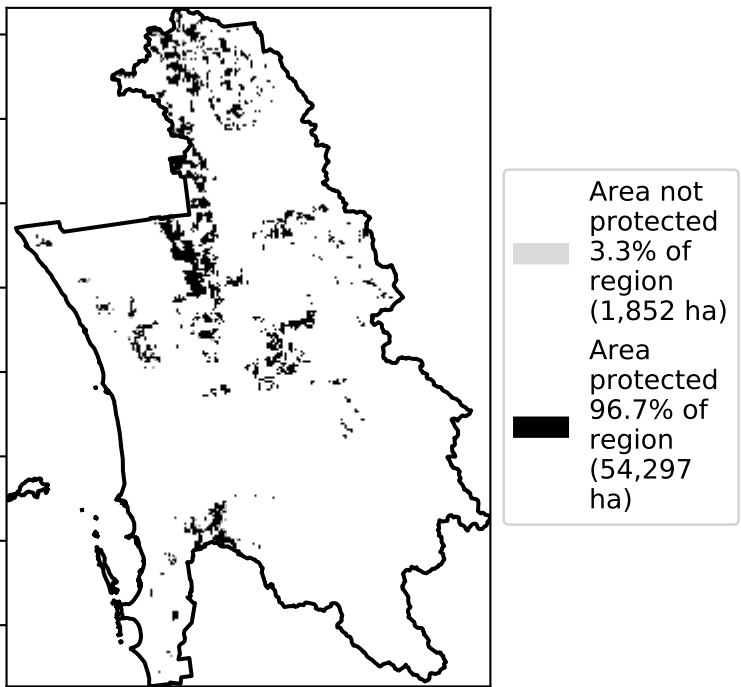 Area not
protected
3.3% of
region
(1,852 ha)
Area
protected
96.7% of
region
(54,297
ha)